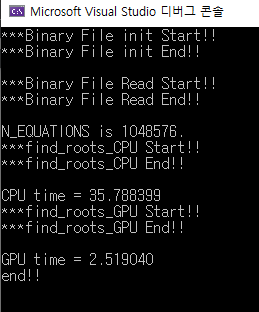 Microsoft Visual Studio 디버그 콘솔
***Binary File init Start!!
***Binary File init End!!
***Binary File Read Start!!
***Binary File Read End!!
N_EQUATIONS is 1048576.
***find_roots_CPU Start!!
***find_roots_CPU End!!
CPU time = 35.788399
***find_roots_GPU Start!!
***find_roots_GPU End!!
GPU time = 2.519040
end!!